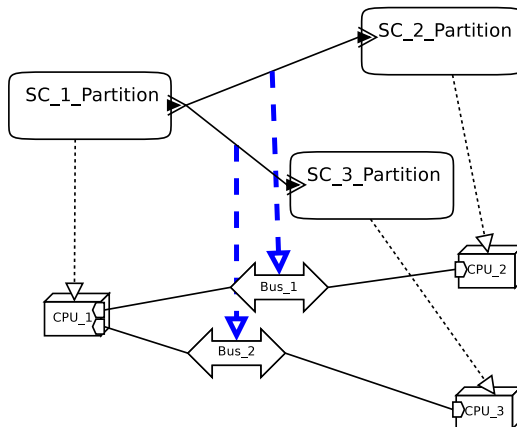 SC_2_Partition
SC_1_Partition
SC_3_Partition
CPU_2
Bus_1
CPU_1
Bus_2
CPU_3